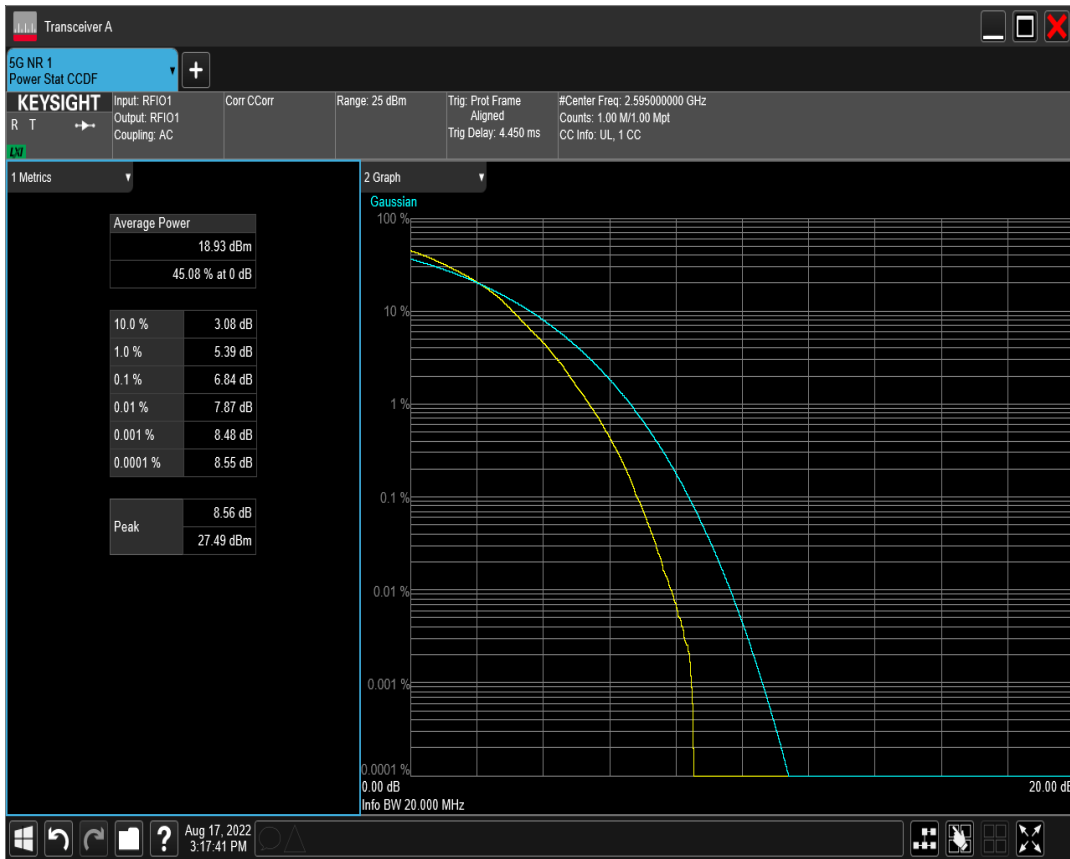 Transceiver A
5G NR 1
Power Stat CCDF
+
KEYSIGHT
R T
LXI
Input: RFIO1
Output: RFIO1
Coupling: AC
Corr CCorr
Range: 25 dBm
Trig: Prot Frame
Aligned
Trig Delay: 4.450 ms
#Center Freq: 2.595000000 GHz
Counts: 1.00 M/1.00 Mpt
CC Info: UL, 1 CC
1 Metrics
Average Power
18.93 dBm
45.08 % at 0 dB
10.0 % 3.08 dB
1.0 % 5.39 dB
0.1 % 6.84 dB
0.01 % 7.87 dB
0.001 % 8.48 dB
0.0001 % 8.55 dB
Peak
8.56 dB
27.49 dBm
2 Graph
Gaussian
100 %
10 %
1 %
0.1 %
0.01 %
0.001 %
0.0001 %
0.00 dB
20.00 dB
Info BW 20.000 MHz
?
Aug 17, 2022
3:17:41 PM